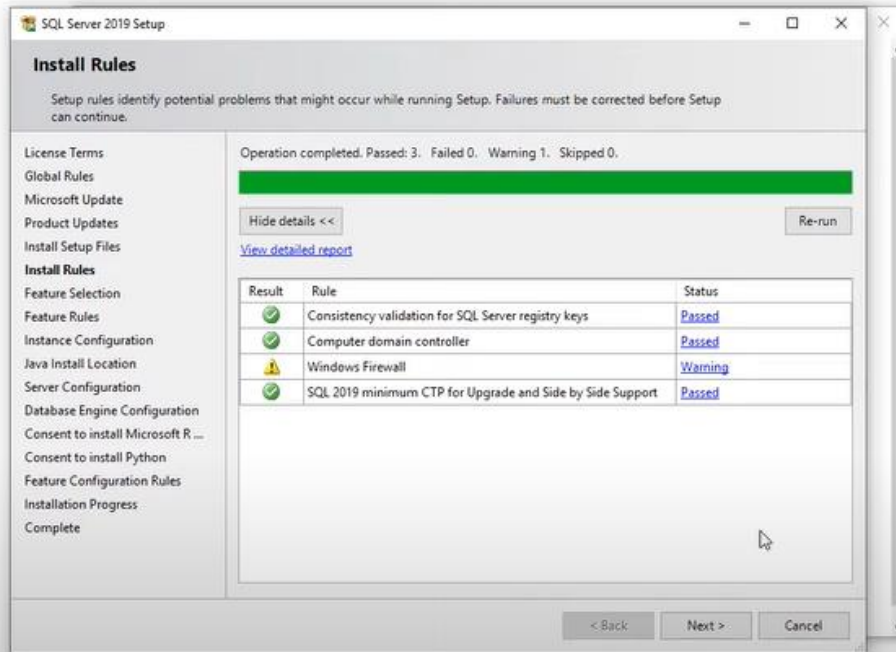 SQL Server 2019 Setup
Install Rules
Setup rules identify potential problems that might occur while running Setup. Failures must be corrected before Setup
can continue.
License Terms
Global Rules
Microsoft Update
Product Updates
Install Setup Files
Install Rules
Feature Selection
Feature Rules
Instance Configuration
Java Install Location
Server Configuration
Database Engine Configuration
Consent to install Microsoft R ...
Consent to install Python
Feature Configuration Rules
Installation Progress
Complete
Operation completed. Passed: 3. Failed 0. Warning 1. Skipped 0.
Hide details <<
Re-run
View detailed report
Result Rule Status
Consistency validation for SQL Server registry keys Passed
Computer domain controller Passed
Windows Firewall Warning
SQL 2019 minimum CTP for Upgrade and Side by Side Support Passed
< Back Next > Cancel